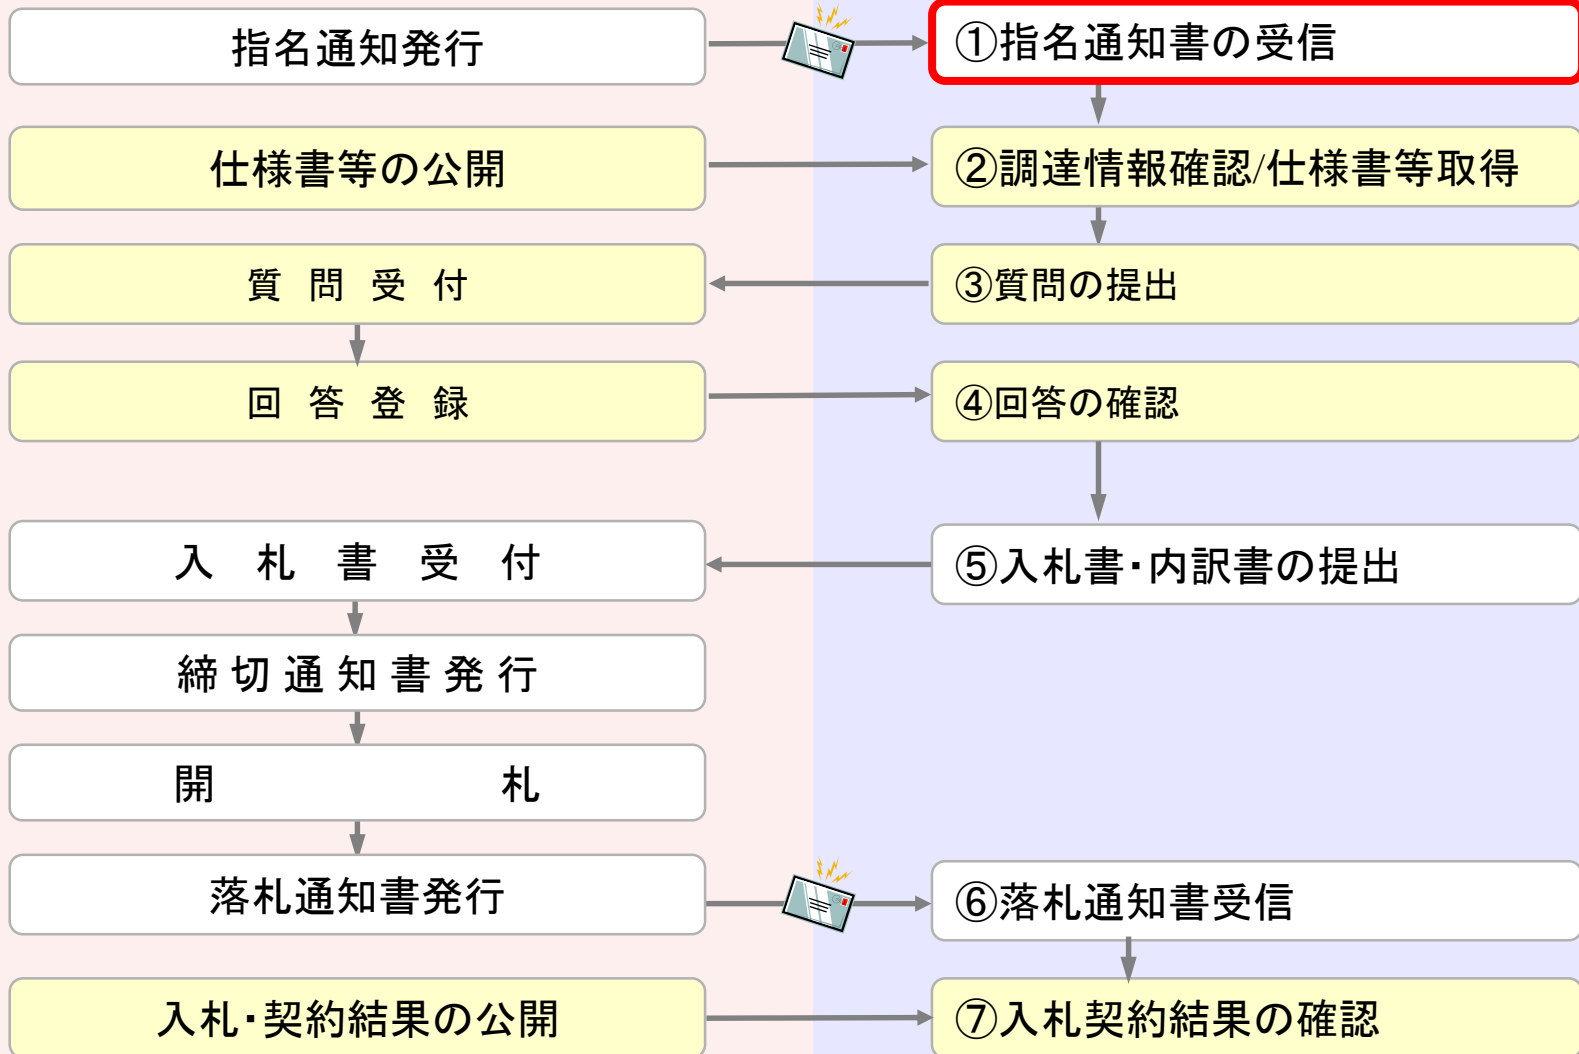 指名通知発行
①指名通知書の受信
仕様書等の公開
②調達情報確認/仕様書等取得
質 問 受 付
③質問の提出
回 答 登 録
④回答の確認
入 札 書 受 付
⑤入札書・内訳書の提出
締 切 通 知 書 発 行
開 札
落札通知書発行
⑥落札通知書受信
入札・契約結果の公開
⑦入札契約結果の確認